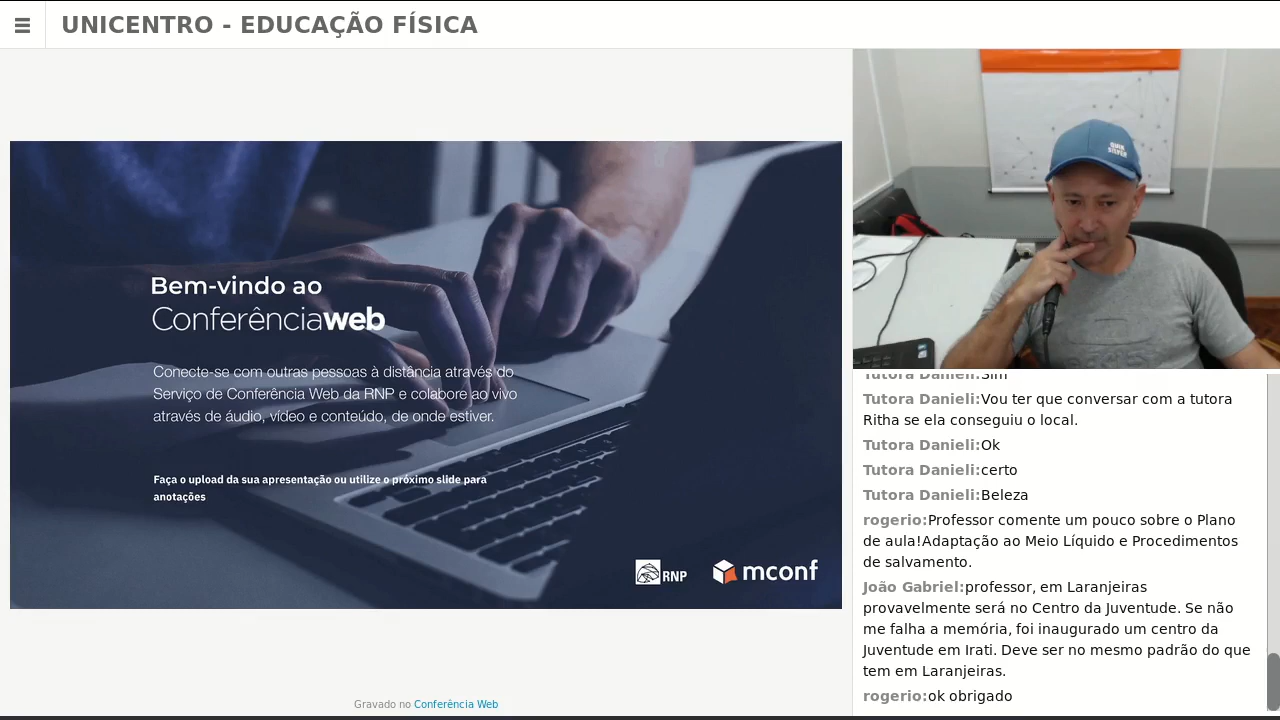 UNICENTRO - EDUCAÇÃO FÍSICA
Bem-vindo ao
Conferênciaweb
Conecte-se com outras pessoas à distância através do
Serviço de Conferência Web da RNP e colabore ao vivo
através de áudio, vídeo e conteúdo, de onde estiver.
Faça o upload da sua apresentação ou utilize o próximo slide para
anotações
RNP
mconf
Gravado no Conferência Web
QUIK
SILVER
Tutora Danieli:Sim
Tutora Danieli:Vou ter que conversar com a tutora
Ritha se ela conseguiu o local.
Tutora Danieli:Ok
Tutora Danieli:certo
Tutora Danieli:Beleza
rogerio:Professor comente um pouco sobre o Plano
de aula!Adaptação ao Meio Líquido e Procedimentos
de salvamento.
João Gabriel:professor, em Laranjeiras
provavelmente será no Centro da Juventude. Se não
me falha a memória, foi inaugurado um centro da
Juventude em Irati. Deve ser no mesmo padrão do que
tem em Laranjeiras.
rogerio:ok obrigado